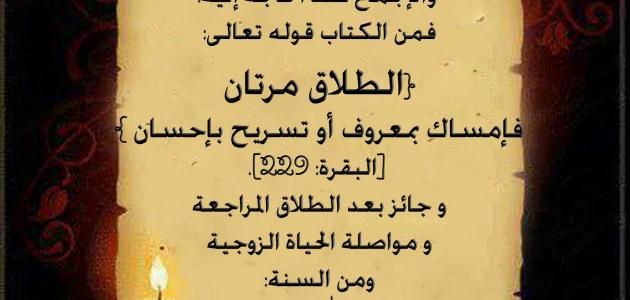 فمن الكتاب قوله تعالى:
{الطلاق مرتان
فإمساك بمعروف أو تسريح بإحسان }
[البقرة: 229].
و جائز بعد الطلاق المراجعة
و مواصلة الحياة الزوجية
ومن السنة: